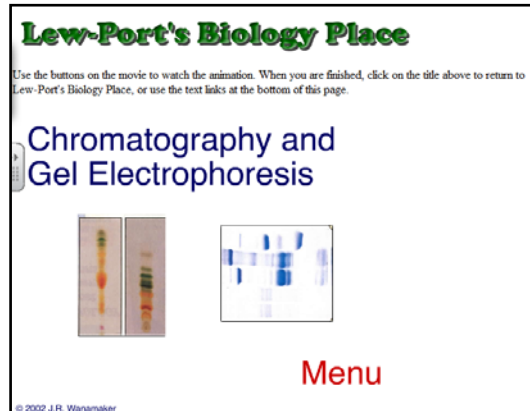 Lew-Port's Biology Place
Use the buttons on the movie to watch the animation. When you are finished, click on the title above to return to
Lew-Port's Biology Place, or use the text links at the bottom of this page.
Chromatography and
Gel Electrophoresis
Menu
© 2002 J.R. Wanamaker